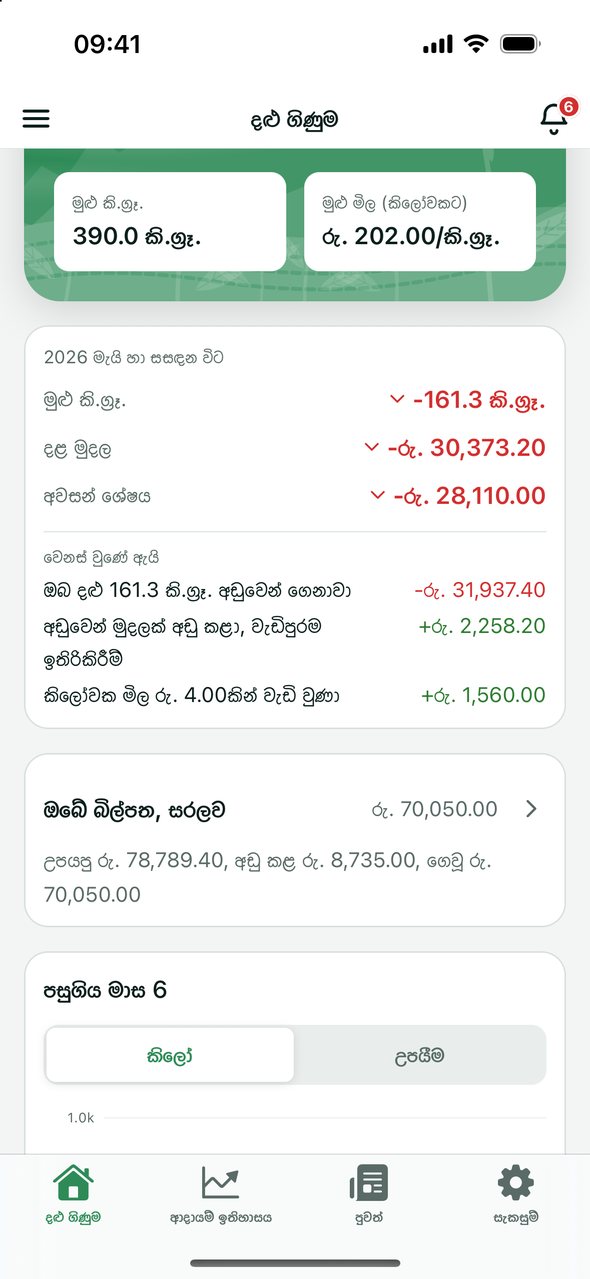 09:41
දළු ගිණුම
6
මුළු කි.ග්‍රෑ.
390.0 කි.ග්‍රෑ.
මුළු මිල (කිලෝවකට)
රු. 202.00/කි.ග්‍රෑ.
2026 මැයි හා සසඳන විට
මුළු කි.ග්‍රෑ. -161.3 කි.ග්‍රෑ.
දළ මුදල -රු. 30,373.20
අවසන් ශේෂය -රු. 28,110.00
වෙනස් වුණේ ඇයි
ඔබ දළු 161.3 කි.ග්‍රෑ. අඩුවෙන් ගෙනාවා -රු. 31,937.40
අඩුවෙන් මුදලක් අඩු කළා, වැඩිපුරම +රු. 2,258.20
ඉතිරිකිරීම්
කිලෝවක මිල රු. 4.00කින් වැඩි වුණා +රු. 1,560.00
ඔබේ බිල්පත, සරලව රු. 70,050.00
උපයපු රු. 78,789.40, අඩු කළ රු. 8,735.00, ගෙවූ රු.
70,050.00
පසුගිය මාස 6
කිලෝ උපයීම
1.0k
දළු ගිණුම ආදායම් ඉතිහාසය පුවත් සැකසුම්